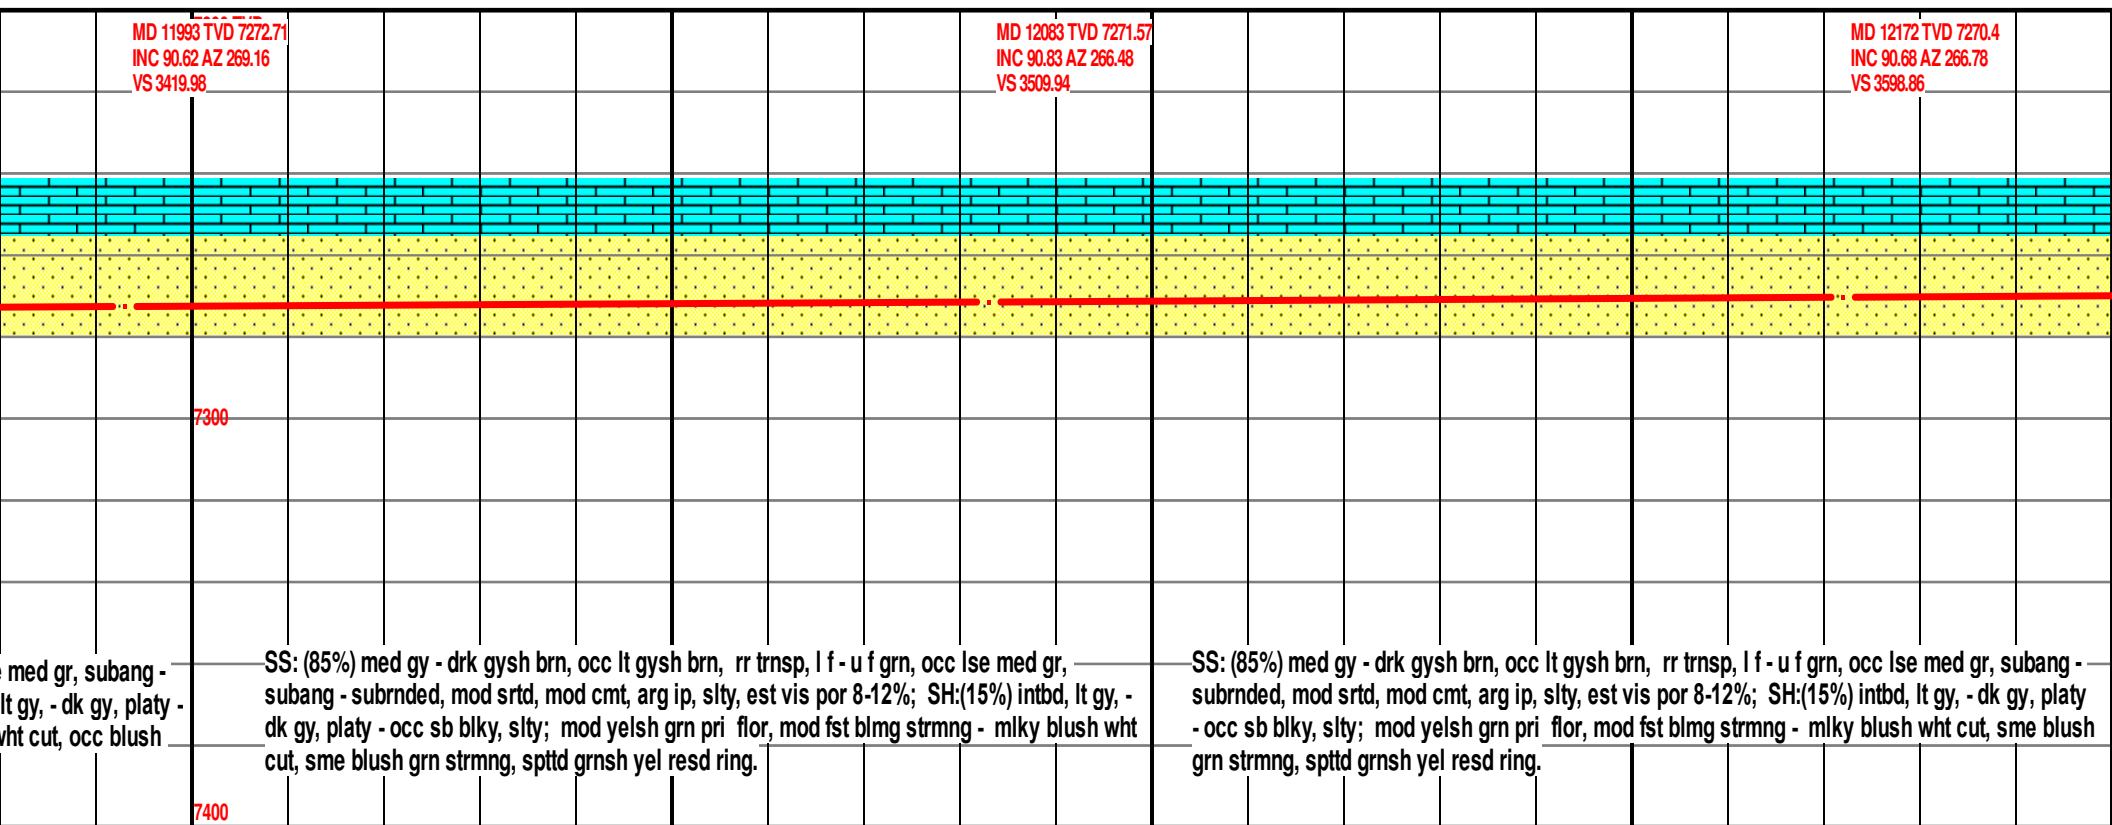 MD 11993 TVD 7272.71
INC 90.62 AZ 269.16
VS 3419.98
MD 12083 TVD 7271.57
INC 90.83 AZ 266.48
VS 3509.94
MD 12172 TVD 7270.4
INC 90.68 AZ 266.78
VS 3598.86
7300
med gr, subang -
lt gy, - dk gy, platy -
wht cut, occ blush
SS: (85%) med gy - drk gysh brn, occ lt gysh brn, rr trnsp, l f - u f grn, occ lse med gr,
subang - subrnded, mod srtd, mod cmt, arg ip, slty, est vis por 8-12%; SH:(15%) intbd, lt gy, -
dk gy, platy - occ sb blky, slty; mod yelsh grn pri flor, mod fst blmg strmng - mlky blush wht
cut, sme blush grn strmng, spttd grnsh yel resd ring.
SS: (85%) med gy - drk gysh brn, occ lt gysh brn, rr trnsp, l f - u f grn, occ lse med gr, subang -
subrnded, mod srtd, mod cmt, arg ip, slty, est vis por 8-12%; SH:(15%) intbd, lt gy, - dk gy, platy
- occ sb blky, slty; mod yelsh grn pri flor, mod fst blmg strmng - mlky blush wht cut, sme blush
grn strmng, spttd grnsh yel resd ring.
7400